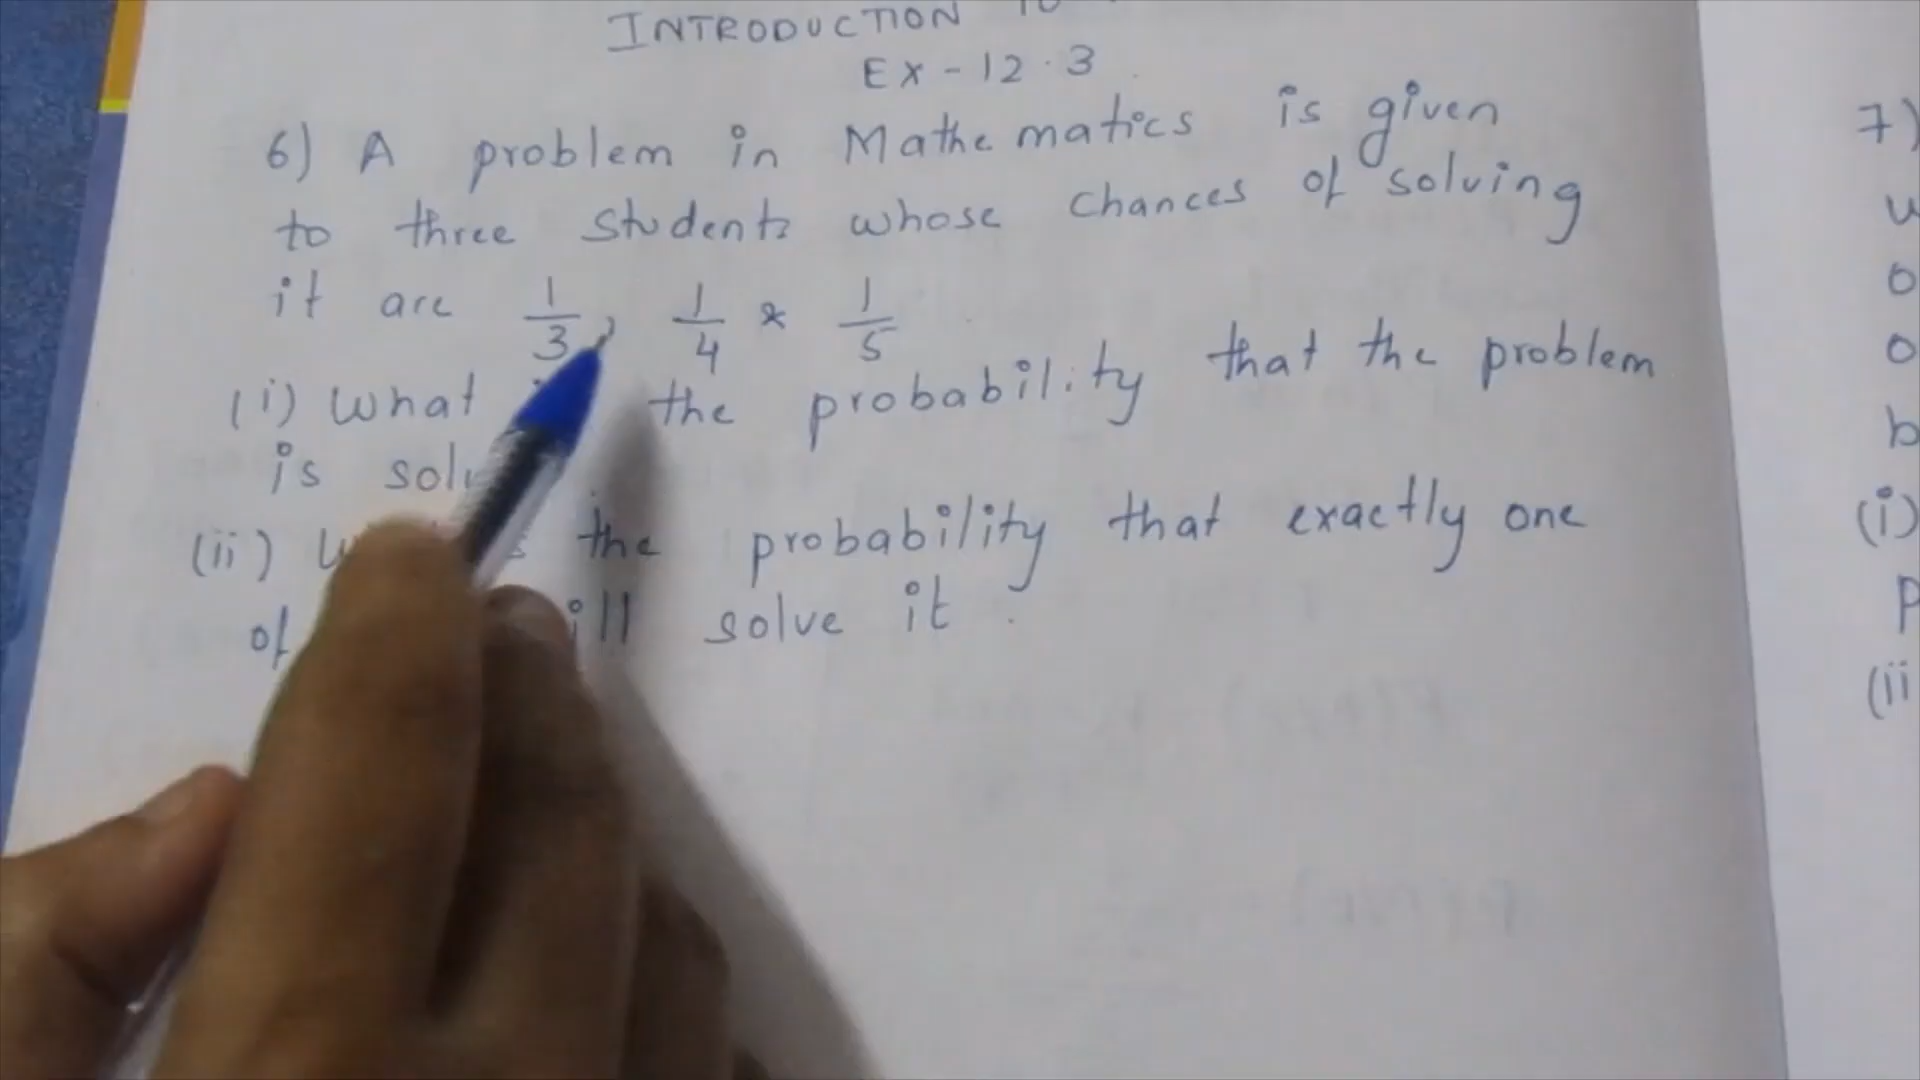 INTRODUCTION TO
EX-12.3
6) A problem in Mathematics is given
to three students whose chances of solving
it are 1/3, 1/4 & 1/5
(i) What the probability that the problem
is
(ii) the probability that exactly one
of solve it.
7)
(i)
(ii